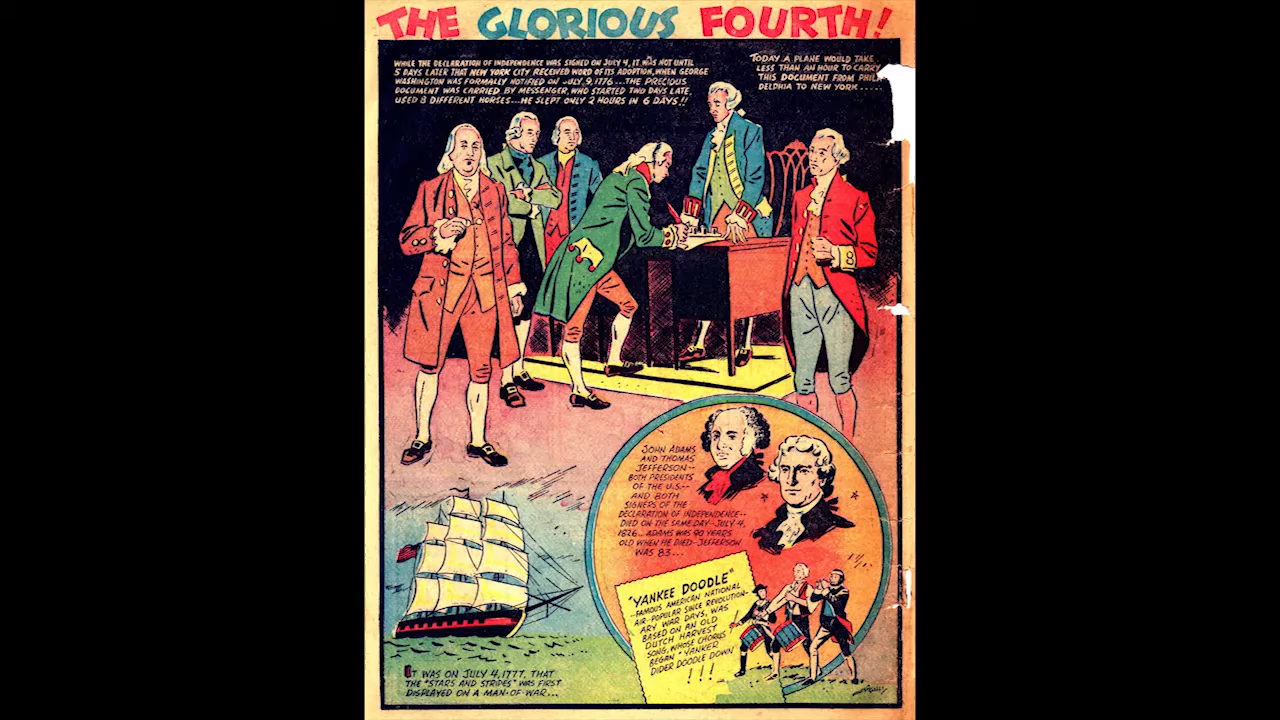 THE GLORIOUS FOURTH!
WHILE THE DECLARATION OF INDEPENDENCE WAS SIGNED ON JULY 4, IT WAS NOT UNTIL
5 DAYS LATER THAT NEW YORK CITY RECEIVED WORD OF ITS ADOPTION, WHEN GEORGE
WASHINGTON WAS FORMALLY NOTIFIED ON JULY 9, 1776...THE PRECIOUS
DOCUMENT WAS CARRIED BY MESSENGER, WHO STARTED TWO DAYS LATE,
USED 8 DIFFERENT HORSES...HE SLEPT ONLY 2 HOURS IN 6 DAYS!!
TODAY A PLANE WOULD TAKE
LESS THAN AN HOUR TO CARRY
THIS DOCUMENT FROM PHIL
DELPHIA TO NEW YORK.....
JOHN ADAMS
AND THOMAS
JEFFERSON--
BOTH PRESIDENTS
OF THE U.S.--
AND BOTH
SIGNERS OF THE
DECLARATION OF INDEPENDENCE--
DIED ON THE SAME DAY--JULY 4,
1826...ADAMS WAS 90 YEARS
OLD WHEN HE DIED--JEFFERSON
WAS 83...
"YANKEE DOODLE"
--FAMOUS AMERICAN NATIONAL
AIR--POPULAR SINCE REVOLUTION-
ARY WAR DAYS, WAS
BASED ON AN OLD
DUTCH HARVEST
SONG, WHOSE CHORUS
BEGAN "YANKER
DIDER DOODLE DOWN
!!!
IT WAS ON JULY 4, 1777, THAT
THE "STARS AND STRIPES" WAS FIRST
DISPLAYED ON A MAN-OF-WAR...